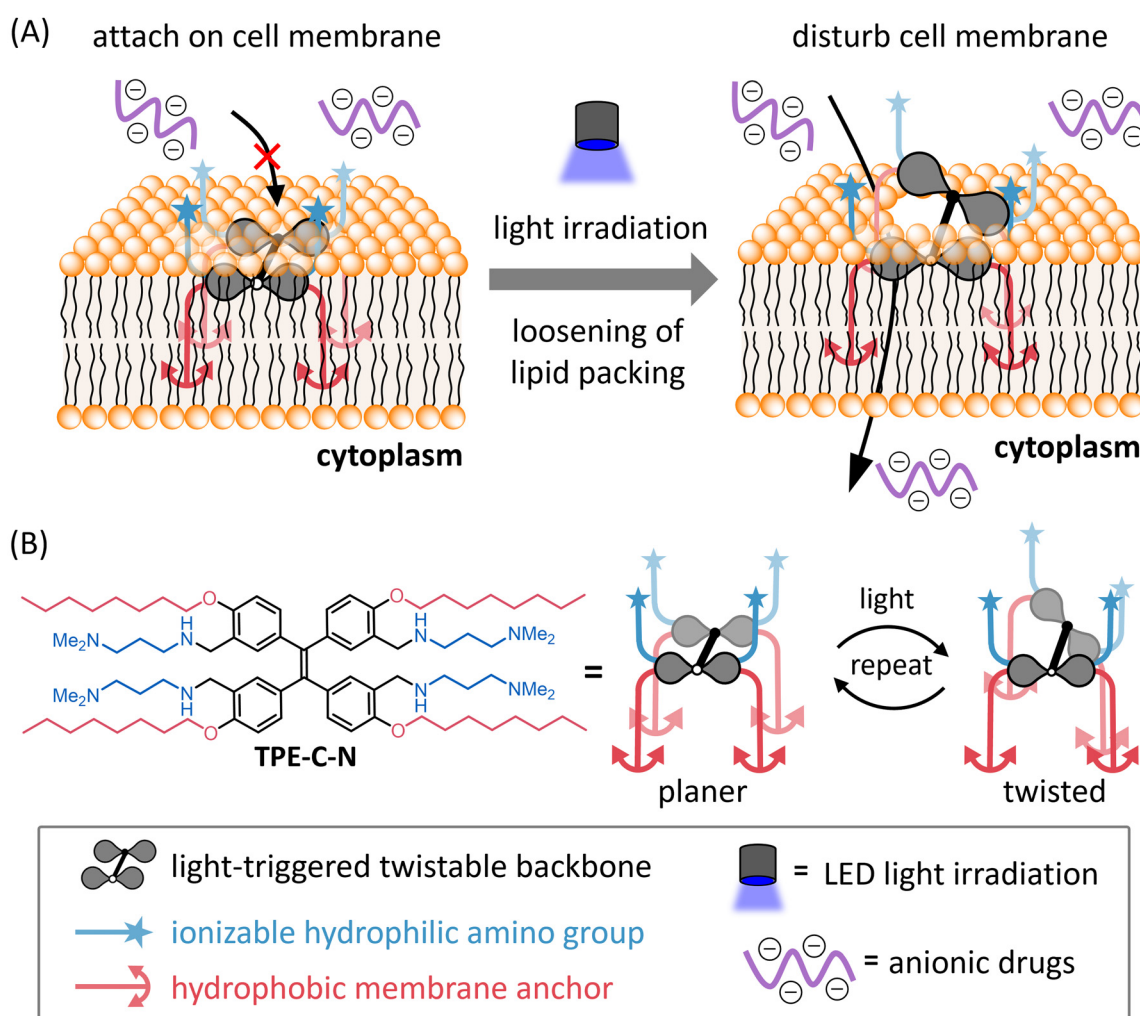 (A)
attach on cell membrane
disturb cell membrane
light irradiation
loosening of
lipid packing
cytoplasm
cytoplasm
(B)
O
O
Me2N
N
H
N
H
NMe2
Me2N
N
H
N
H
NMe2
O
O
TPE-C-N
=
planer
light
repeat
twisted
light-triggered twistable backbone
= LED light irradiation
ionizable hydrophilic amino group
hydrophobic membrane anchor
= anionic drugs